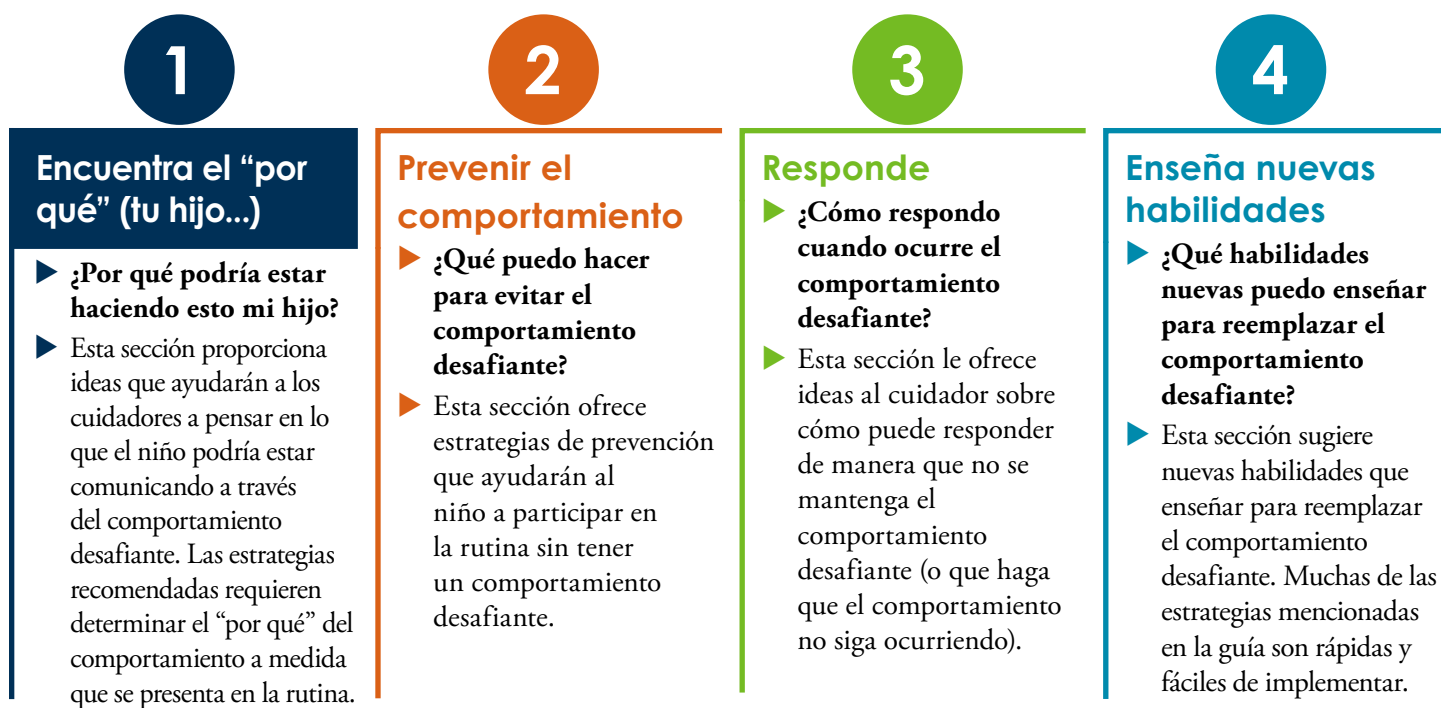 1
Encuentra el “por
qué” (tu hijo...)
¿Por qué podría estar
haciendo esto mi hijo?
Esta sección proporciona
ideas que ayudarán a los
cuidadores a pensar en lo
que el niño podría estar
comunicando a través
del comportamiento
desafiante. Las estrategias
recomendadas requieren
determinar el “por qué” del
comportamiento a medida
que se presenta en la rutina.
2
Prevenir el
comportamiento
¿Qué puedo hacer
para evitar el
comportamiento
desafiante?
Esta sección ofrece
estrategias de prevención
que ayudarán al
niño a participar en
la rutina sin tener
un comportamiento
desafiante.
3
Responde
¿Cómo respondo
cuando ocurre el
comportamiento
desafiante?
Esta sección le ofrece
ideas al cuidador sobre
cómo puede responder
de manera que no se
mantenga el
comportamiento
desafiante (o que haga
que el comportamiento
no siga ocurriendo).
4
Enseña nuevas
habilidades
¿Qué habilidades
nuevas puedo enseñar
para reemplazar el
comportamiento
desafiante?
Esta sección sugiere
nuevas habilidades que
enseñar para reemplazar
el comportamiento
desafiante. Muchas de las
estrategias mencionadas
en la guía son rápidas y
fáciles de implementar.